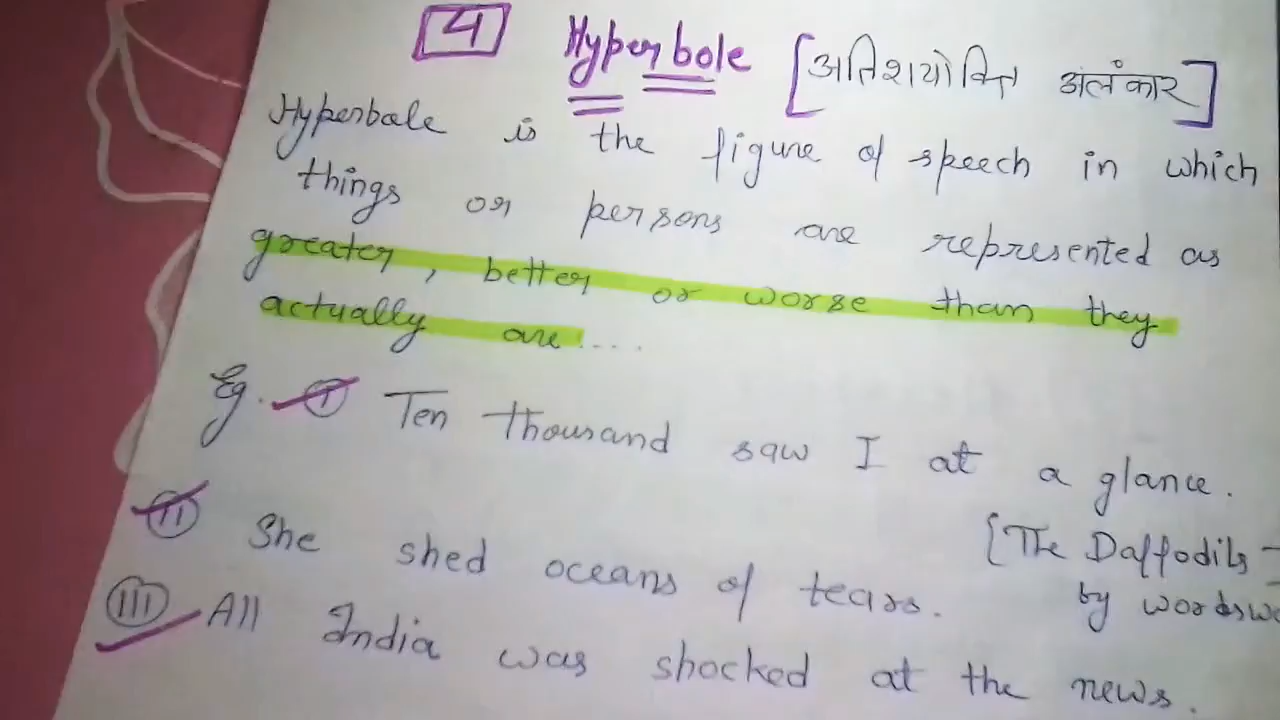 4 Hyperbole [अतिशयोक्ति अलंकार]
Hyperbale is the figure of speech in which
things or persons are represented as
greater, better or worse than they
actually are....
Eg. I Ten thousand saw I at a glance.
[The Daffodils -
by wordswo
II She shed oceans of tears.
III All India was shocked at the news.